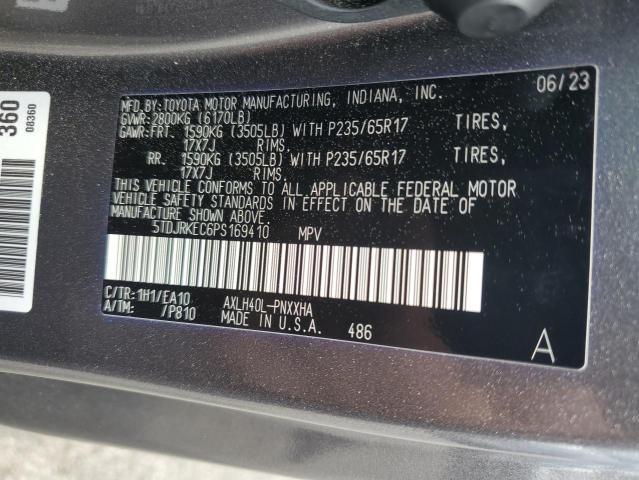 360
08360
06/23
MFD.BY:TOYOTA MOTOR MANUFACTURING, INDIANA, INC.
GVWR:2800KG (6170LB)
GAWR:FRT. 1590KG (3505LB) WITH P235/65R17 TIRES,
17X7J RIMS,
RR. 1590KG (3505LB) WITH P235/65R17 TIRES,
17X7J RIMS.
THIS VEHICLE CONFORMS TO ALL APPLICABLE FEDERAL MOTOR
VEHICLE SAFETY STANDARDS IN EFFECT ON THE DATE OF
MANUFACTURE SHOWN ABOVE.
5TDJRKEC6PS169410 MPV
C/TR:1H1/EA10 AXLH40L-PNXXHA
A/TM: /P810 MADE IN U.S.A. 486
A